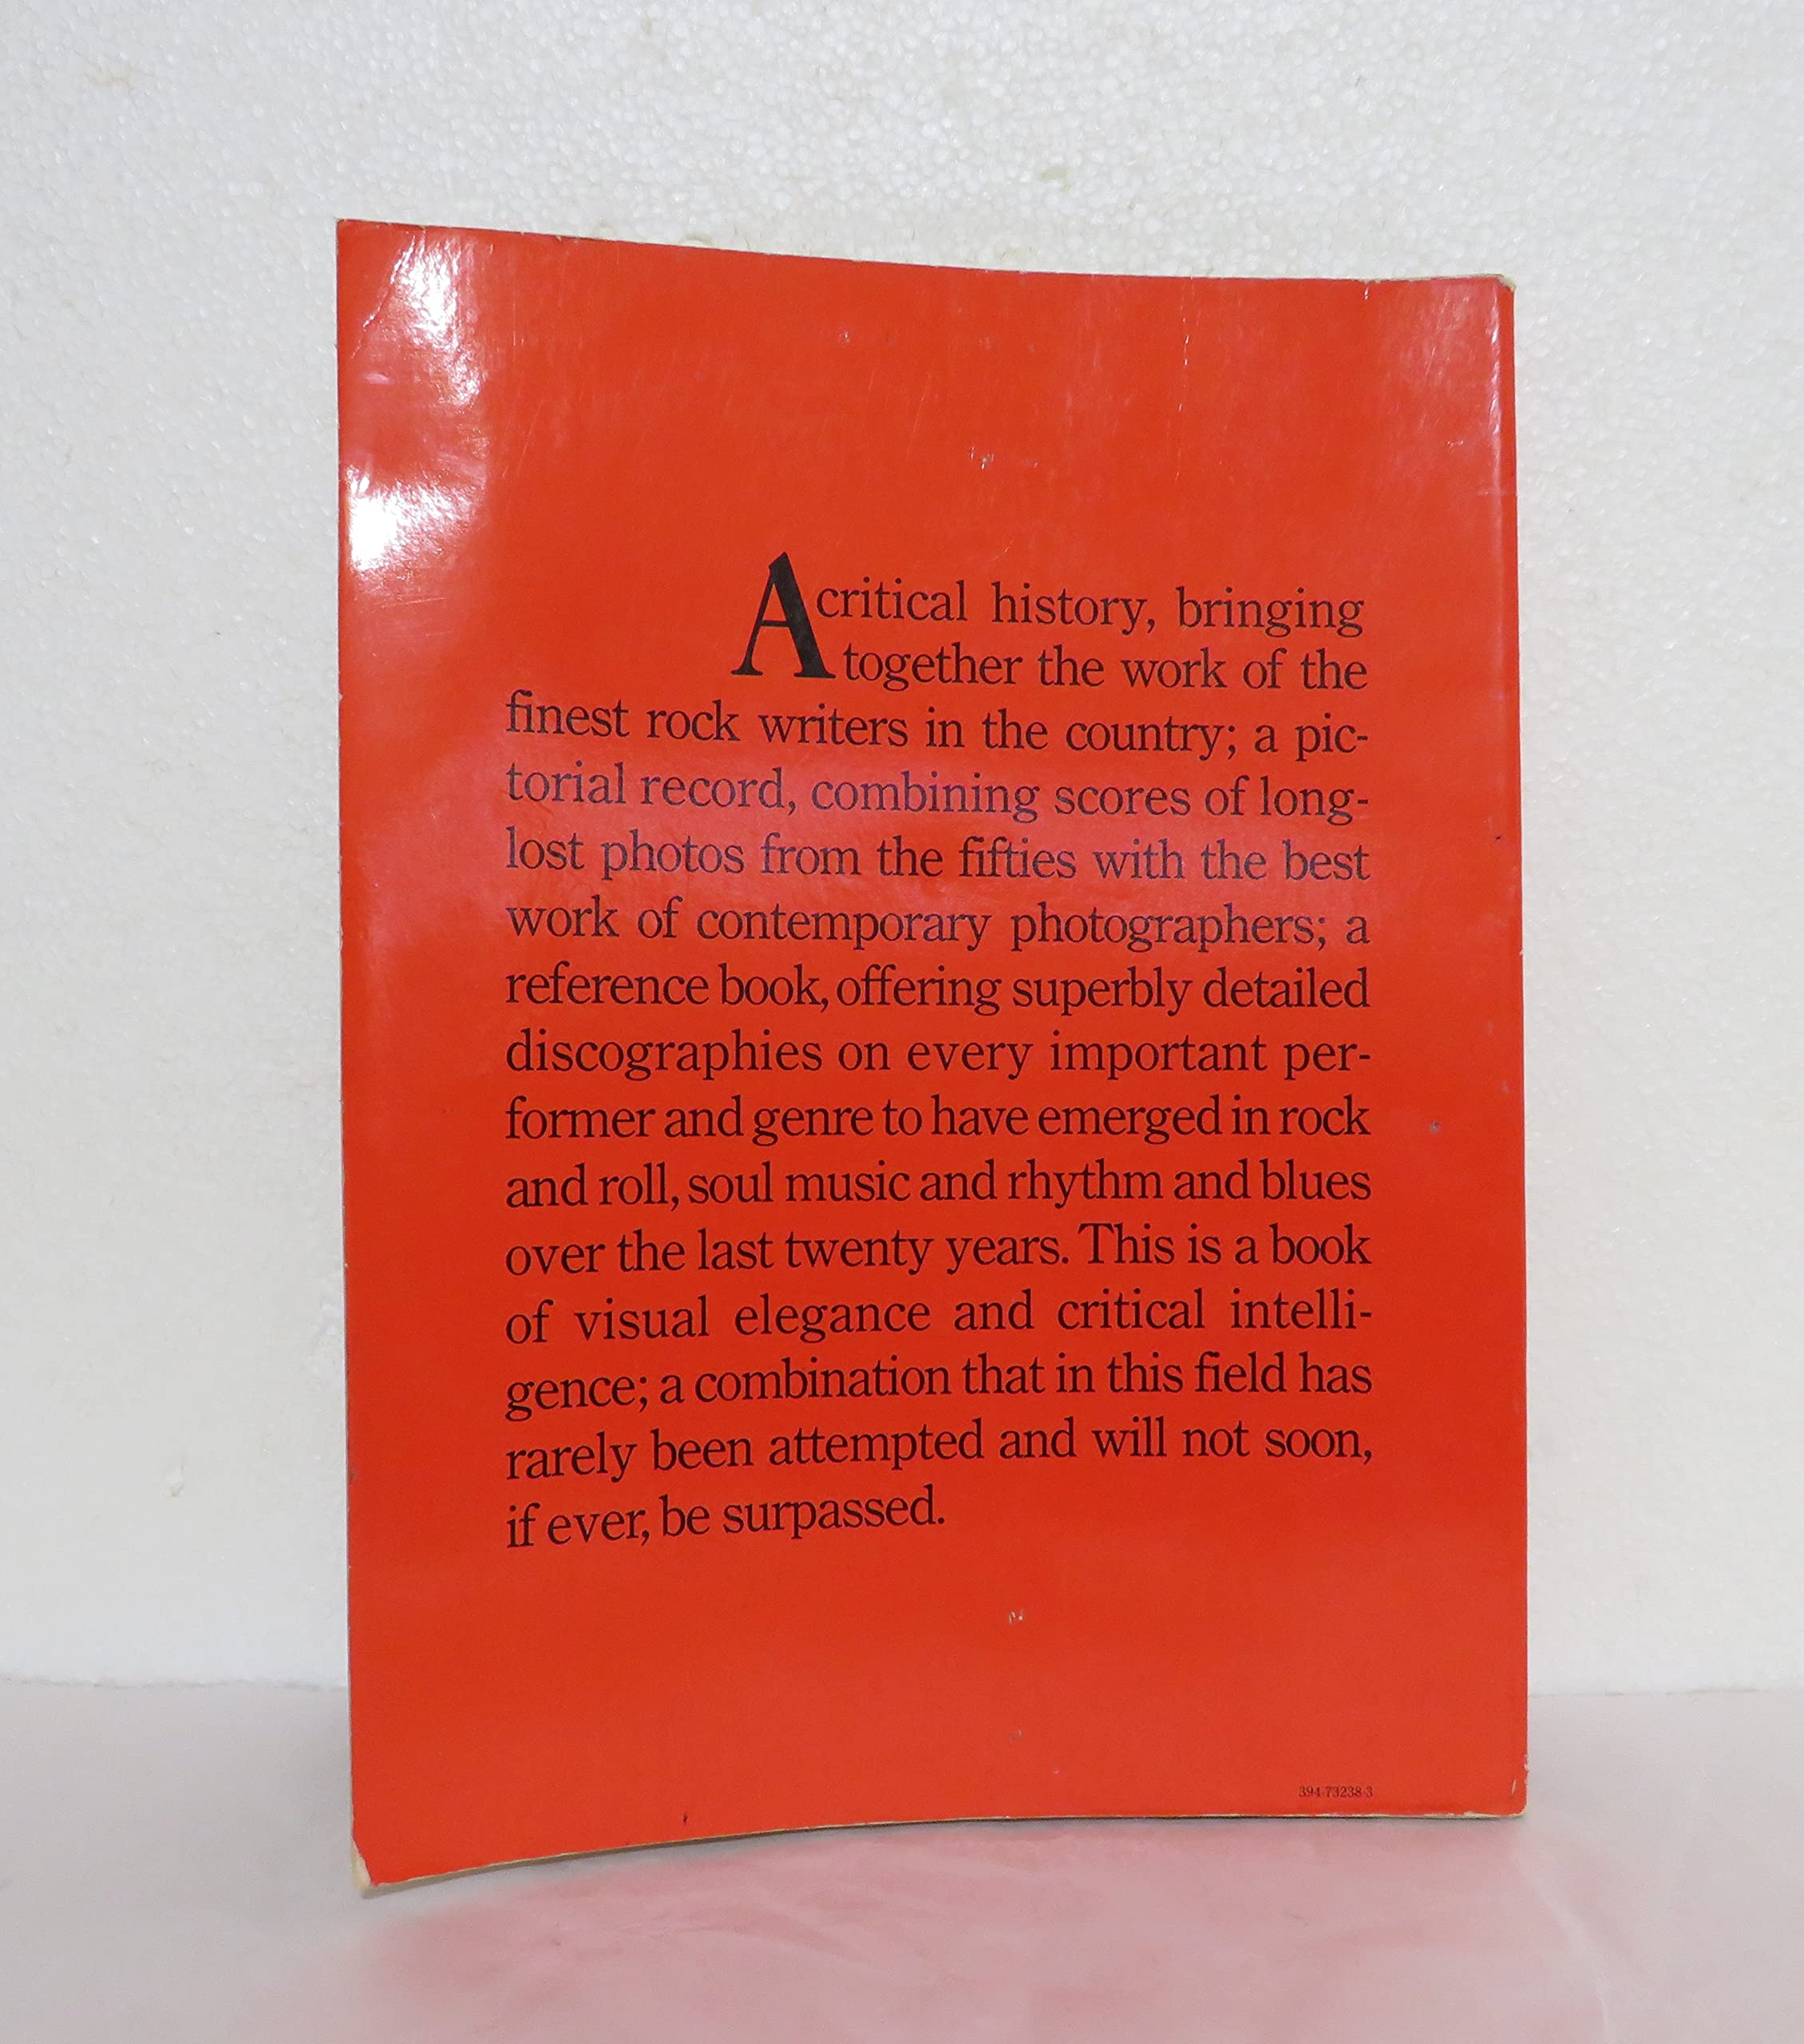 A critical history, bringing
together the work of the
finest rock writers in the country; a pic-
torial record, combining scores of long-
lost photos from the fifties with the best
work of contemporary photographers; a
reference book, offering superbly detailed
discographies on every important per-
former and genre to have emerged in rock
and roll, soul music and rhythm and blues
over the last twenty years. This is a book
of visual elegance and critical intelli-
gence; a combination that in this field has
rarely been attempted and will not soon,
if ever, be surpassed.
394-73238-3